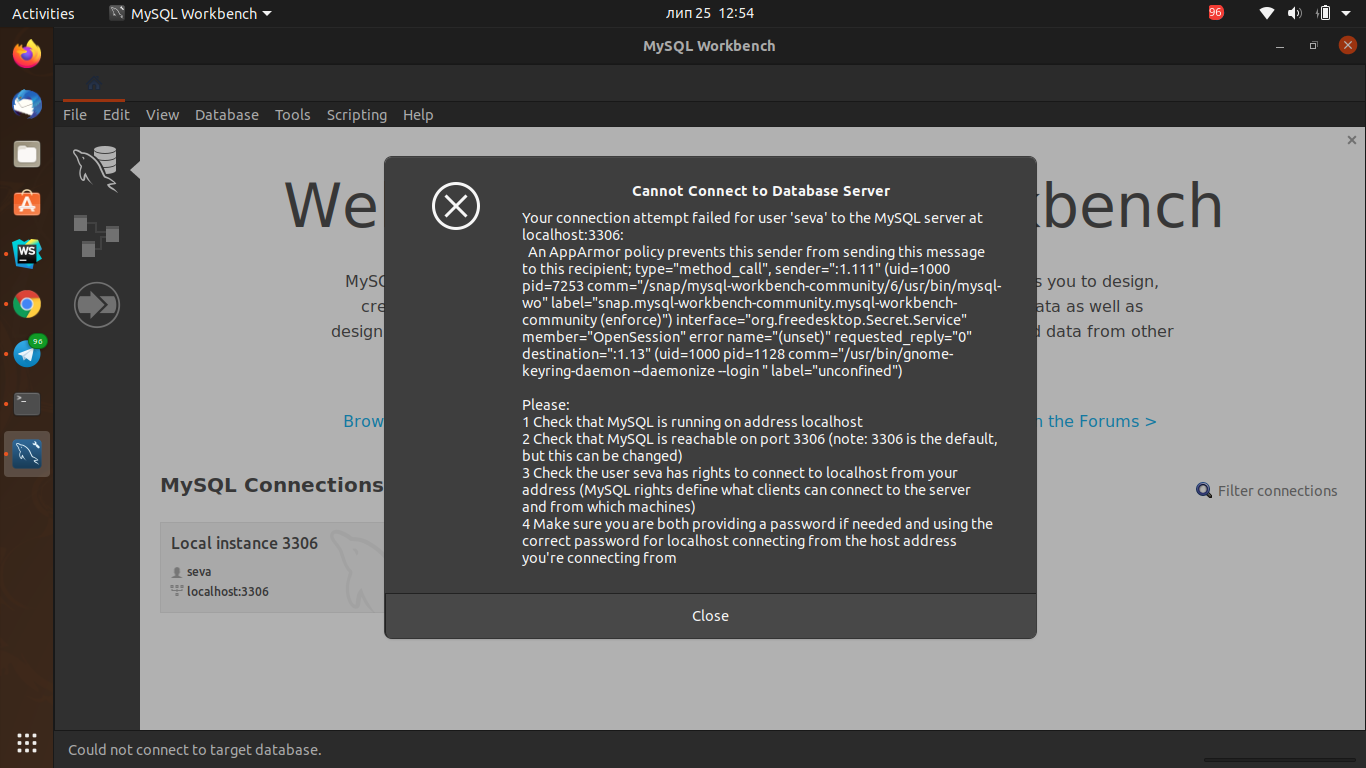 Activities
MySQL Workbench
лип 25 12:54
96
MySQL Workbench
File Edit View Database Tools Scripting Help
We
kbench
MySQ
s you to design,
cre
ata as well as
design
d data from other
Brow
n the Forums >
MySQL Connections
Filter connections
Local instance 3306
seva
localhost:3306
WS
96
>_
Cannot Connect to Database Server
Your connection attempt failed for user 'seva' to the MySQL server at
localhost:3306:
An AppArmor policy prevents this sender from sending this message
to this recipient; type="method_call", sender=":1.111" (uid=1000
pid=7253 comm="/snap/mysql-workbench-community/6/usr/bin/mysql-
wo" label="snap.mysql-workbench-community.mysql-workbench-
community (enforce)") interface="org.freedesktop.Secret.Service"
member="OpenSession" error name="(unset)" requested_reply="0"
destination=":1.13" (uid=1000 pid=1128 comm="/usr/bin/gnome-
keyring-daemon --daemonize --login " label="unconfined")
Please:
1 Check that MySQL is running on address localhost
2 Check that MySQL is reachable on port 3306 (note: 3306 is the default,
but this can be changed)
3 Check the user seva has rights to connect to localhost from your
address (MySQL rights define what clients can connect to the server
and from which machines)
4 Make sure you are both providing a password if needed and using the
correct password for localhost connecting from the host address
you're connecting from
Close
Could not connect to target database.